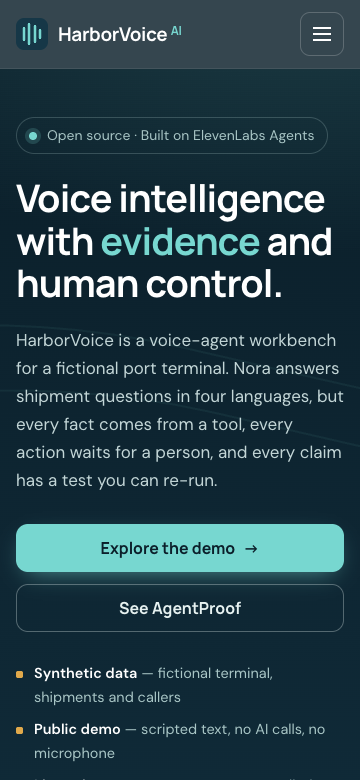 HarborVoice AI
Open source · Built on ElevenLabs Agents
Voice intelligence
with evidence and
human control.
HarborVoice is a voice-agent workbench
for a fictional port terminal. Nora answers
shipment questions in four languages, but
every fact comes from a tool, every
action waits for a person, and every claim
has a test you can re-run.
Explore the demo →
See AgentProof
Synthetic data — fictional terminal,
shipments and callers
Public demo — scripted text, no AI calls, no
microphone